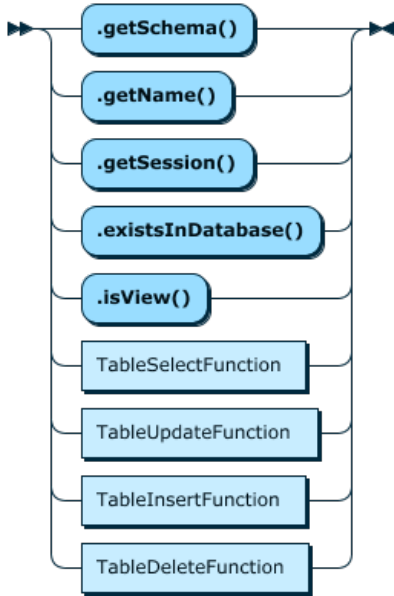 .getSchema()
.getName()
.getSession()
.existsInDatabase()
.isView()
TableSelectFunction
TableUpdateFunction
TableInsertFunction
TableDeleteFunction